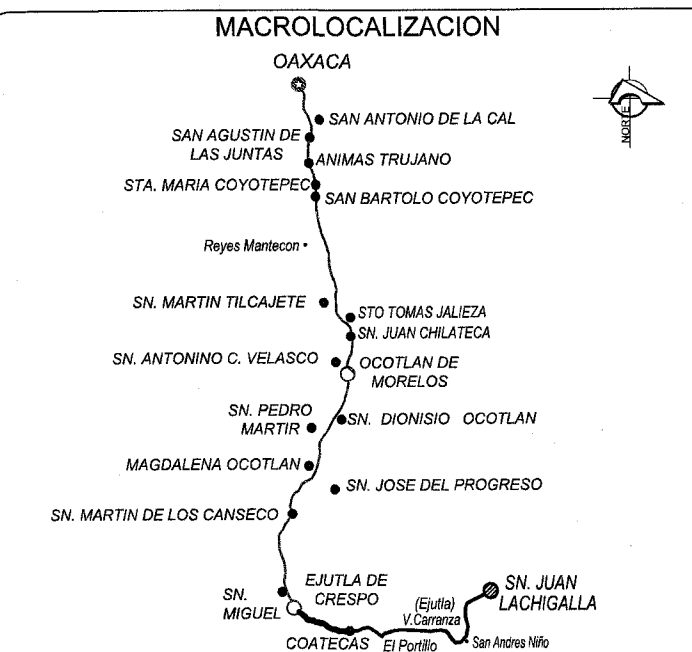 MACROLOCALIZACION
OAXACA
SAN ANTONIO DE LA CAL
NORTE
SAN AGUSTIN DE
LAS JUNTAS
ANIMAS TRUJANO
STA. MARIA COYOTEPEC
SAN BARTOLO COYOTEPEC
Reyes Mantecon
SN. MARTIN TILCAJETE
STO TOMAS JALIEZA
SN. JUAN CHILATECA
SN. ANTONINO C. VELASCO
OCOTLAN DE
MORELOS
SN. PEDRO
MARTIR
SN. DIONISIO OCOTLAN
MAGDALENA OCOTLAN
SN. JOSE DEL PROGRESO
SN. MARTIN DE LOS CANSECO
SN.
MIGUEL
EJUTLA DE
CRESPO
SN. JUAN
LACHIGALLA
(Ejutla)
V.Carranza
COATECAS
El Portillo
San Andres Niño